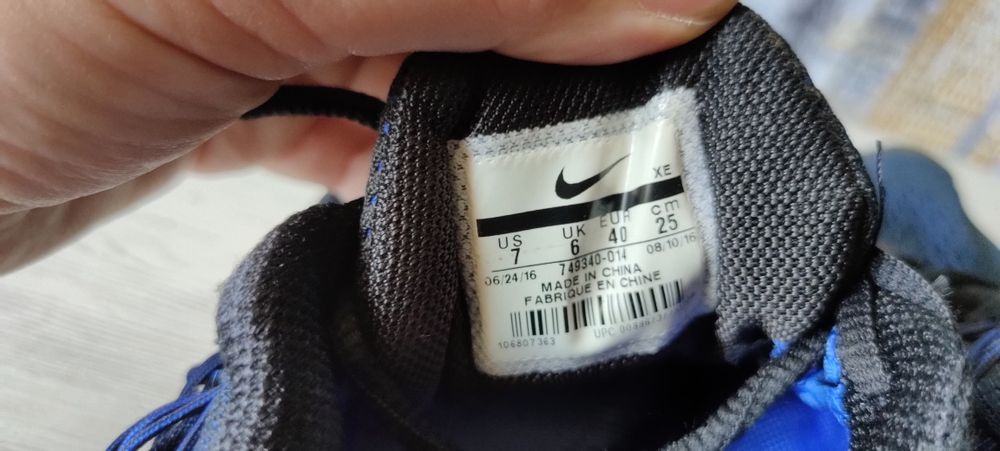 XE
US UK EUR cm
7 6 40 25
06/24/16 749340-014 08/10/16
MADE IN CHINA
FABRIQUE EN CHINE
106807363 UPC